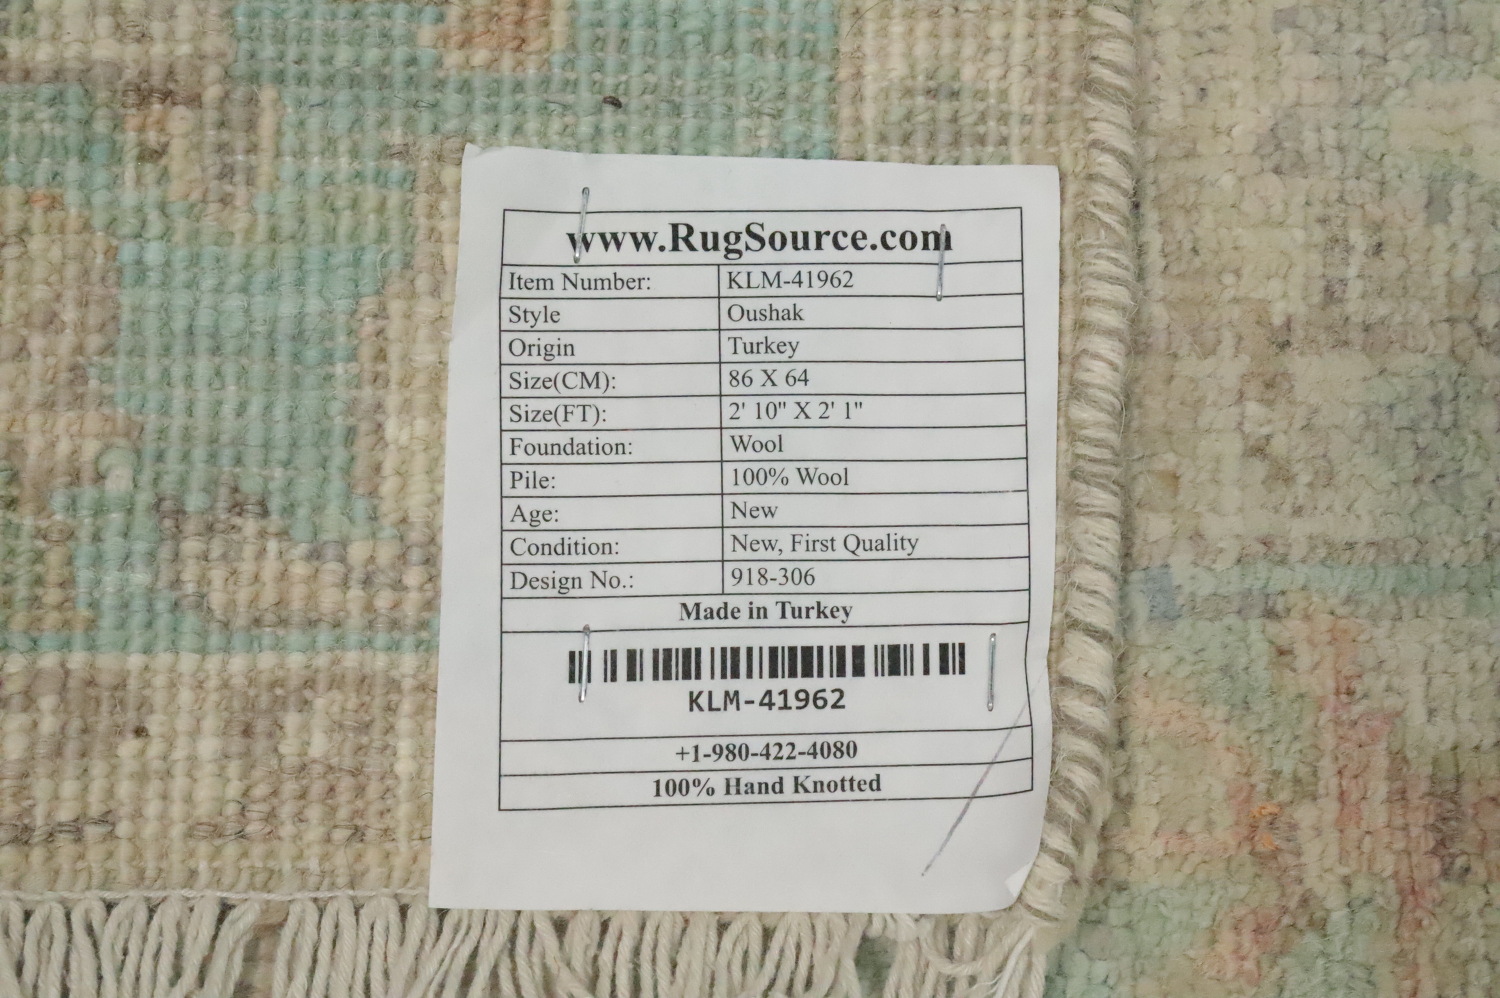 www.RugSource.com
Item Number: KLM-41962
Style Oushak
Origin Turkey
Size(CM): 86 X 64
Size(FT): 2' 10" X 2' 1"
Foundation: Wool
Pile: 100% Wool
Age: New
Condition: New, First Quality
Design No.: 918-306
Made in Turkey
KLM-41962
+1-980-422-4080
100% Hand Knotted